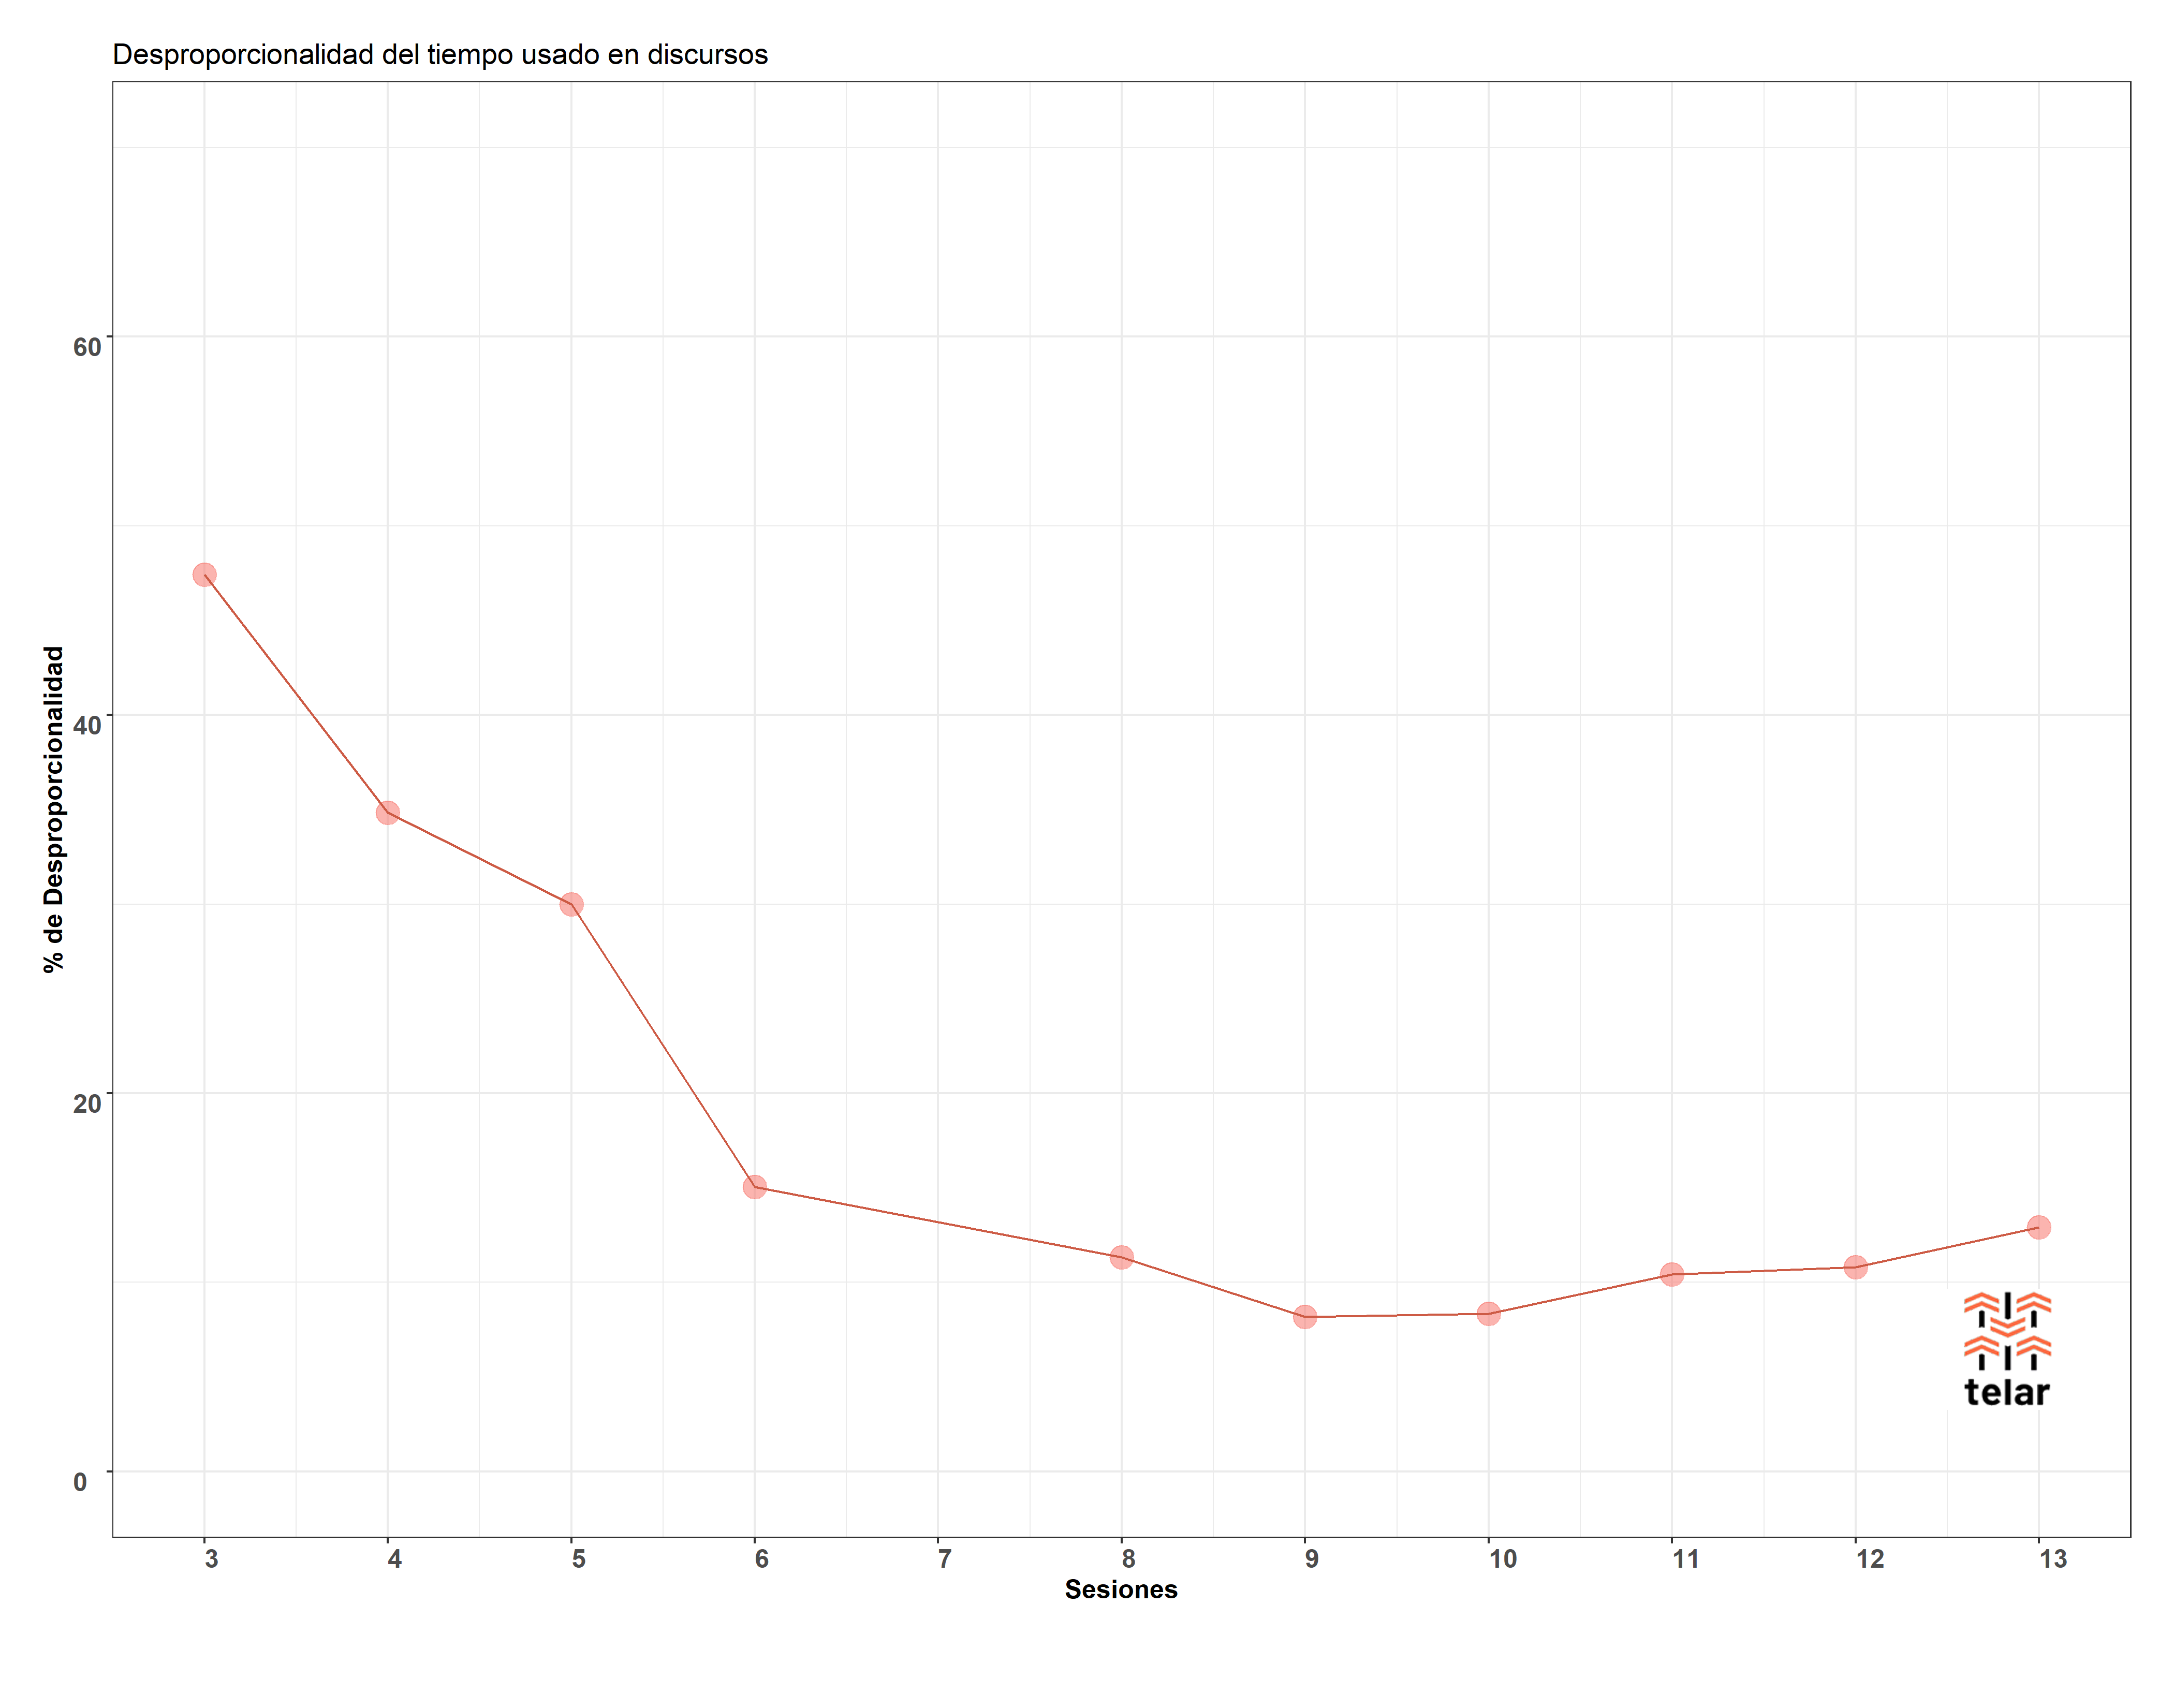 Desproporcionalidad del tiempo usado en discursos
% de Desproporcionalidad
60
40
20
0
3 4 5 6 7 8 9 10 11 12 13
Sesiones
telar